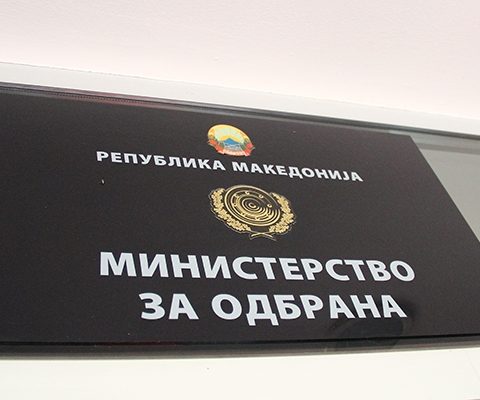 РЕПУБЛИКА МАКЕДОНИЈА
МИНИСТЕРСТВО
ЗА ОДБРАНА